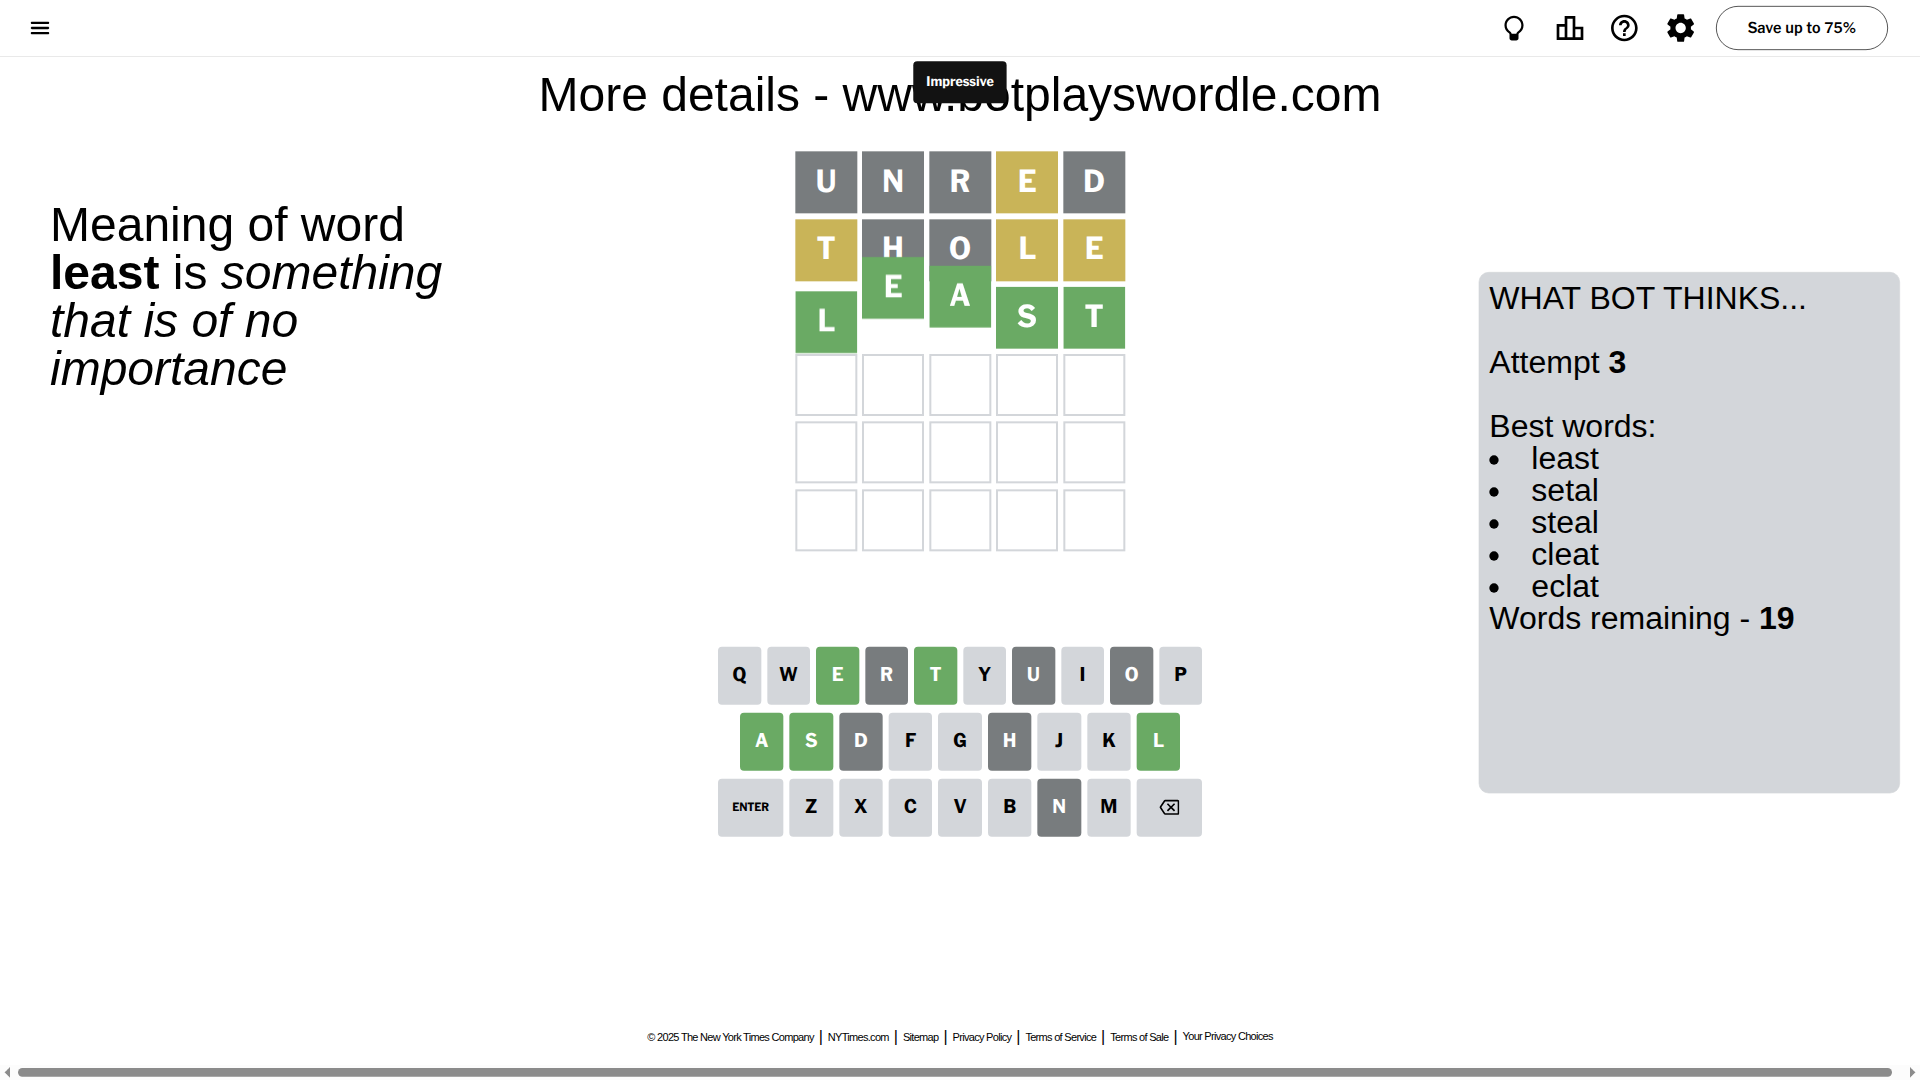 Save up to 75%
Impressive
More details - www.botplayswordle.com
Meaning of word
least is something
that is of no
importance
U N R E D
T H O L E
L E A S T
WHAT BOT THINKS...
Attempt 3
Best words:
• least
• setal
• steal
• cleat
• eclat
Words remaining - 19
Q W E R T Y U I O P
A S D F G H J K L
ENTER Z X C V B N M
© 2025 The New York Times Company | NYTimes.com | Sitemap | Privacy Policy | Terms of Service | Terms of Sale | Your Privacy Choices